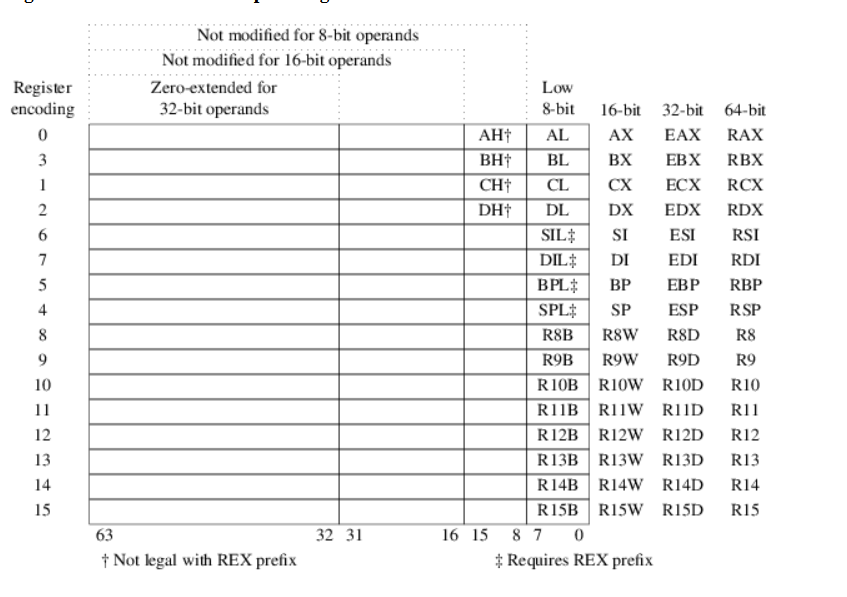 Not modified for 8-bit operands
Not modified for 16-bit operands
Register Zero-extended for Low
encoding 32-bit operands 8-bit 16-bit 32-bit 64-bit
0 AH† AL AX EAX RAX
3 BH† BL BX EBX RBX
1 CH† CL CX ECX RCX
2 DH† DL DX EDX RDX
6 SIL‡ SI ESI RSI
7 DIL‡ DI EDI RDI
5 BPL‡ BP EBP RBP
4 SPL‡ SP ESP RSP
8 R8B R8W R8D R8
9 R9B R9W R9D R9
10 R10B R10W R10D R10
11 R11B R11W R11D R11
12 R12B R12W R12D R12
13 R13B R13W R13D R13
14 R14B R14W R14D R14
15 R15B R15W R15D R15
63 32 31 16 15 8 7 0
† Not legal with REX prefix ‡ Requires REX prefix